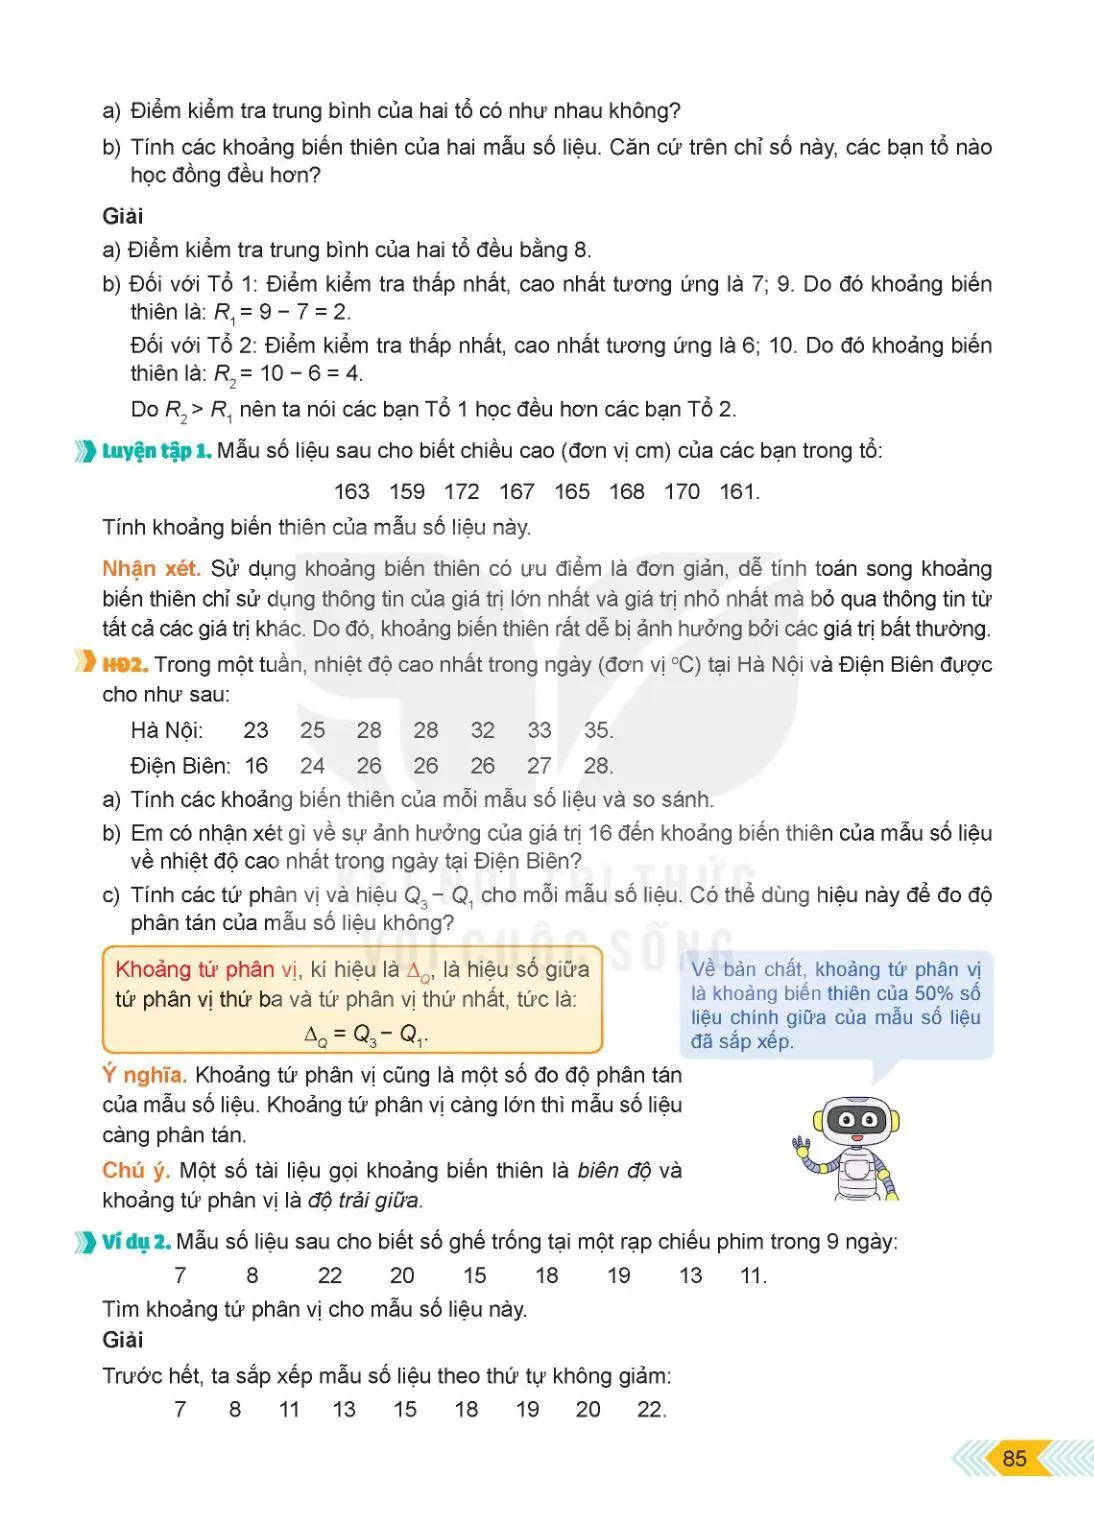 a) Điểm kiểm tra trung bình của hai tổ có như nhau không?
b) Tính các khoảng biến thiên của hai mẫu số liệu. Căn cứ trên chỉ số này, các bạn tổ nào
học đồng đều hơn?
Giải
a) Điểm kiểm tra trung bình của hai tổ đều bằng 8.
b) Đối với Tổ 1: Điểm kiểm tra thấp nhất, cao nhất tương ứng là 7; 9. Do đó khoảng biến
thiên là: R₁ = 9 − 7 = 2.
Đối với Tổ 2: Điểm kiểm tra thấp nhất, cao nhất tương ứng là 6; 10. Do đó khoảng biến
thiên là: R₂ = 10 − 6 = 4.
Do R₂ > R₁ nên ta nói các bạn Tổ 1 học đều hơn các bạn Tổ 2.
Luyện tập 1. Mẫu số liệu sau cho biết chiều cao (đơn vị cm) của các bạn trong tổ:
163 159 172 167 165 168 170 161.
Tính khoảng biến thiên của mẫu số liệu này.
Nhận xét. Sử dụng khoảng biến thiên có ưu điểm là đơn giản, dễ tính toán song khoảng
biến thiên chỉ sử dụng thông tin của giá trị lớn nhất và giá trị nhỏ nhất mà bỏ qua thông tin từ
tất cả các giá trị khác. Do đó, khoảng biến thiên rất dễ bị ảnh hưởng bởi các giá trị bất thường.
HĐ2. Trong một tuần, nhiệt độ cao nhất trong ngày (đơn vị °C) tại Hà Nội và Điện Biên được
cho như sau:
Hà Nội: 23 25 28 28 32 33 35.
Điện Biên: 16 24 26 26 26 27 28.
a) Tính các khoảng biến thiên của mỗi mẫu số liệu và so sánh.
b) Em có nhận xét gì về sự ảnh hưởng của giá trị 16 đến khoảng biến thiên của mẫu số liệu
về nhiệt độ cao nhất trong ngày tại Điện Biên?
c) Tính các tứ phân vị và hiệu Q₃ − Q₁ cho mỗi mẫu số liệu. Có thể dùng hiệu này để đo độ
phân tán của mẫu số liệu không?
KẾT NỐI TRI THỨC
VỚI CUỘC SỐNG
Khoảng tứ phân vị, kí hiệu là Δ_Q, là hiệu số giữa
tứ phân vị thứ ba và tứ phân vị thứ nhất, tức là:
Δ_Q = Q₃ − Q₁.
Về bản chất, khoảng tứ phân vị
là khoảng biến thiên của 50% số
liệu chính giữa của mẫu số liệu
đã sắp xếp.
Ý nghĩa. Khoảng tứ phân vị cũng là một số đo độ phân tán
của mẫu số liệu. Khoảng tứ phân vị càng lớn thì mẫu số liệu
càng phân tán.
Chú ý. Một số tài liệu gọi khoảng biến thiên là biên độ và
khoảng tứ phân vị là độ trải giữa.
Ví dụ 2. Mẫu số liệu sau cho biết số ghế trống tại một rạp chiếu phim trong 9 ngày:
7 8 22 20 15 18 19 13 11.
Tìm khoảng tứ phân vị cho mẫu số liệu này.
Giải
Trước hết, ta sắp xếp mẫu số liệu theo thứ tự không giảm:
7 8 11 13 15 18 19 20 22.
85